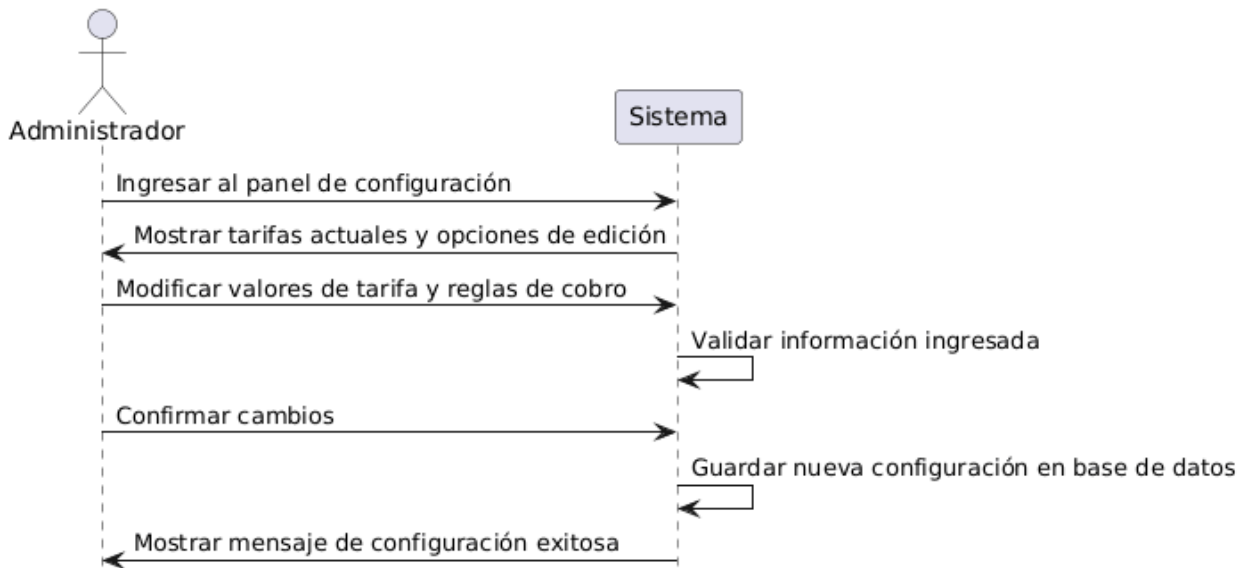 Administrador
Sistema
Ingresar al panel de configuración
Mostrar tarifas actuales y opciones de edición
Modificar valores de tarifa y reglas de cobro
Validar información ingresada
Confirmar cambios
Guardar nueva configuración en base de datos
Mostrar mensaje de configuración exitosa